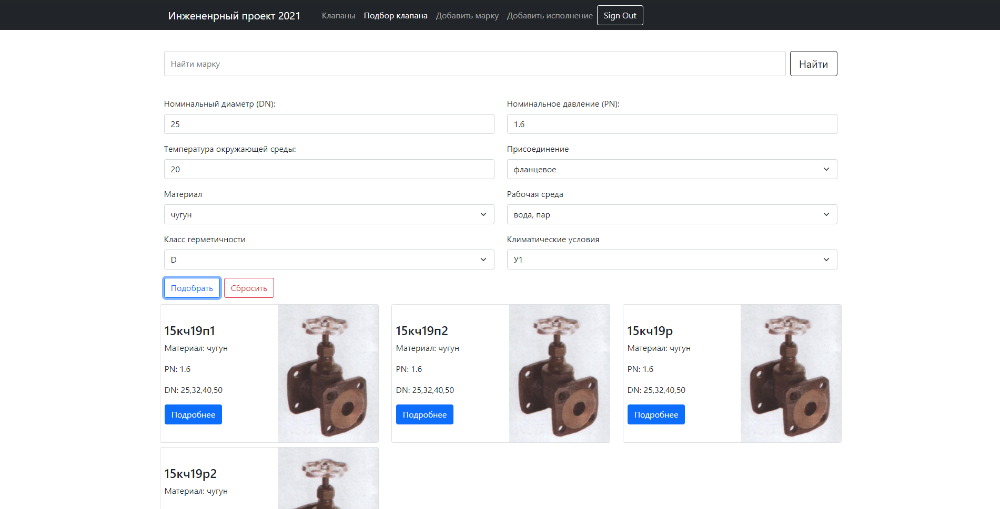 Инжененрный проект 2021 Клапаны Подбор клапана Добавить марку Добавить исполнение Sign Out
Найти марку Найти
Номинальный диаметр (DN): Номинальное давление (PN):
25 1.6
Температура окружающей среды: Присоединение
20 фланцевое
Материал Рабочая среда
чугун вода, пар
Класс герметичности Климатические условия
D У1
Подобрать Сбросить
15кч19п1
Материал: чугун
PN: 1.6
DN: 25,32,40,50
Подробнее
15кч19п2
Материал: чугун
PN: 1.6
DN: 25,32,40,50
Подробнее
15кч19р
Материал: чугун
PN: 1.6
DN: 25,32,40,50
Подробнее
15кч19р2
Материал: чугун